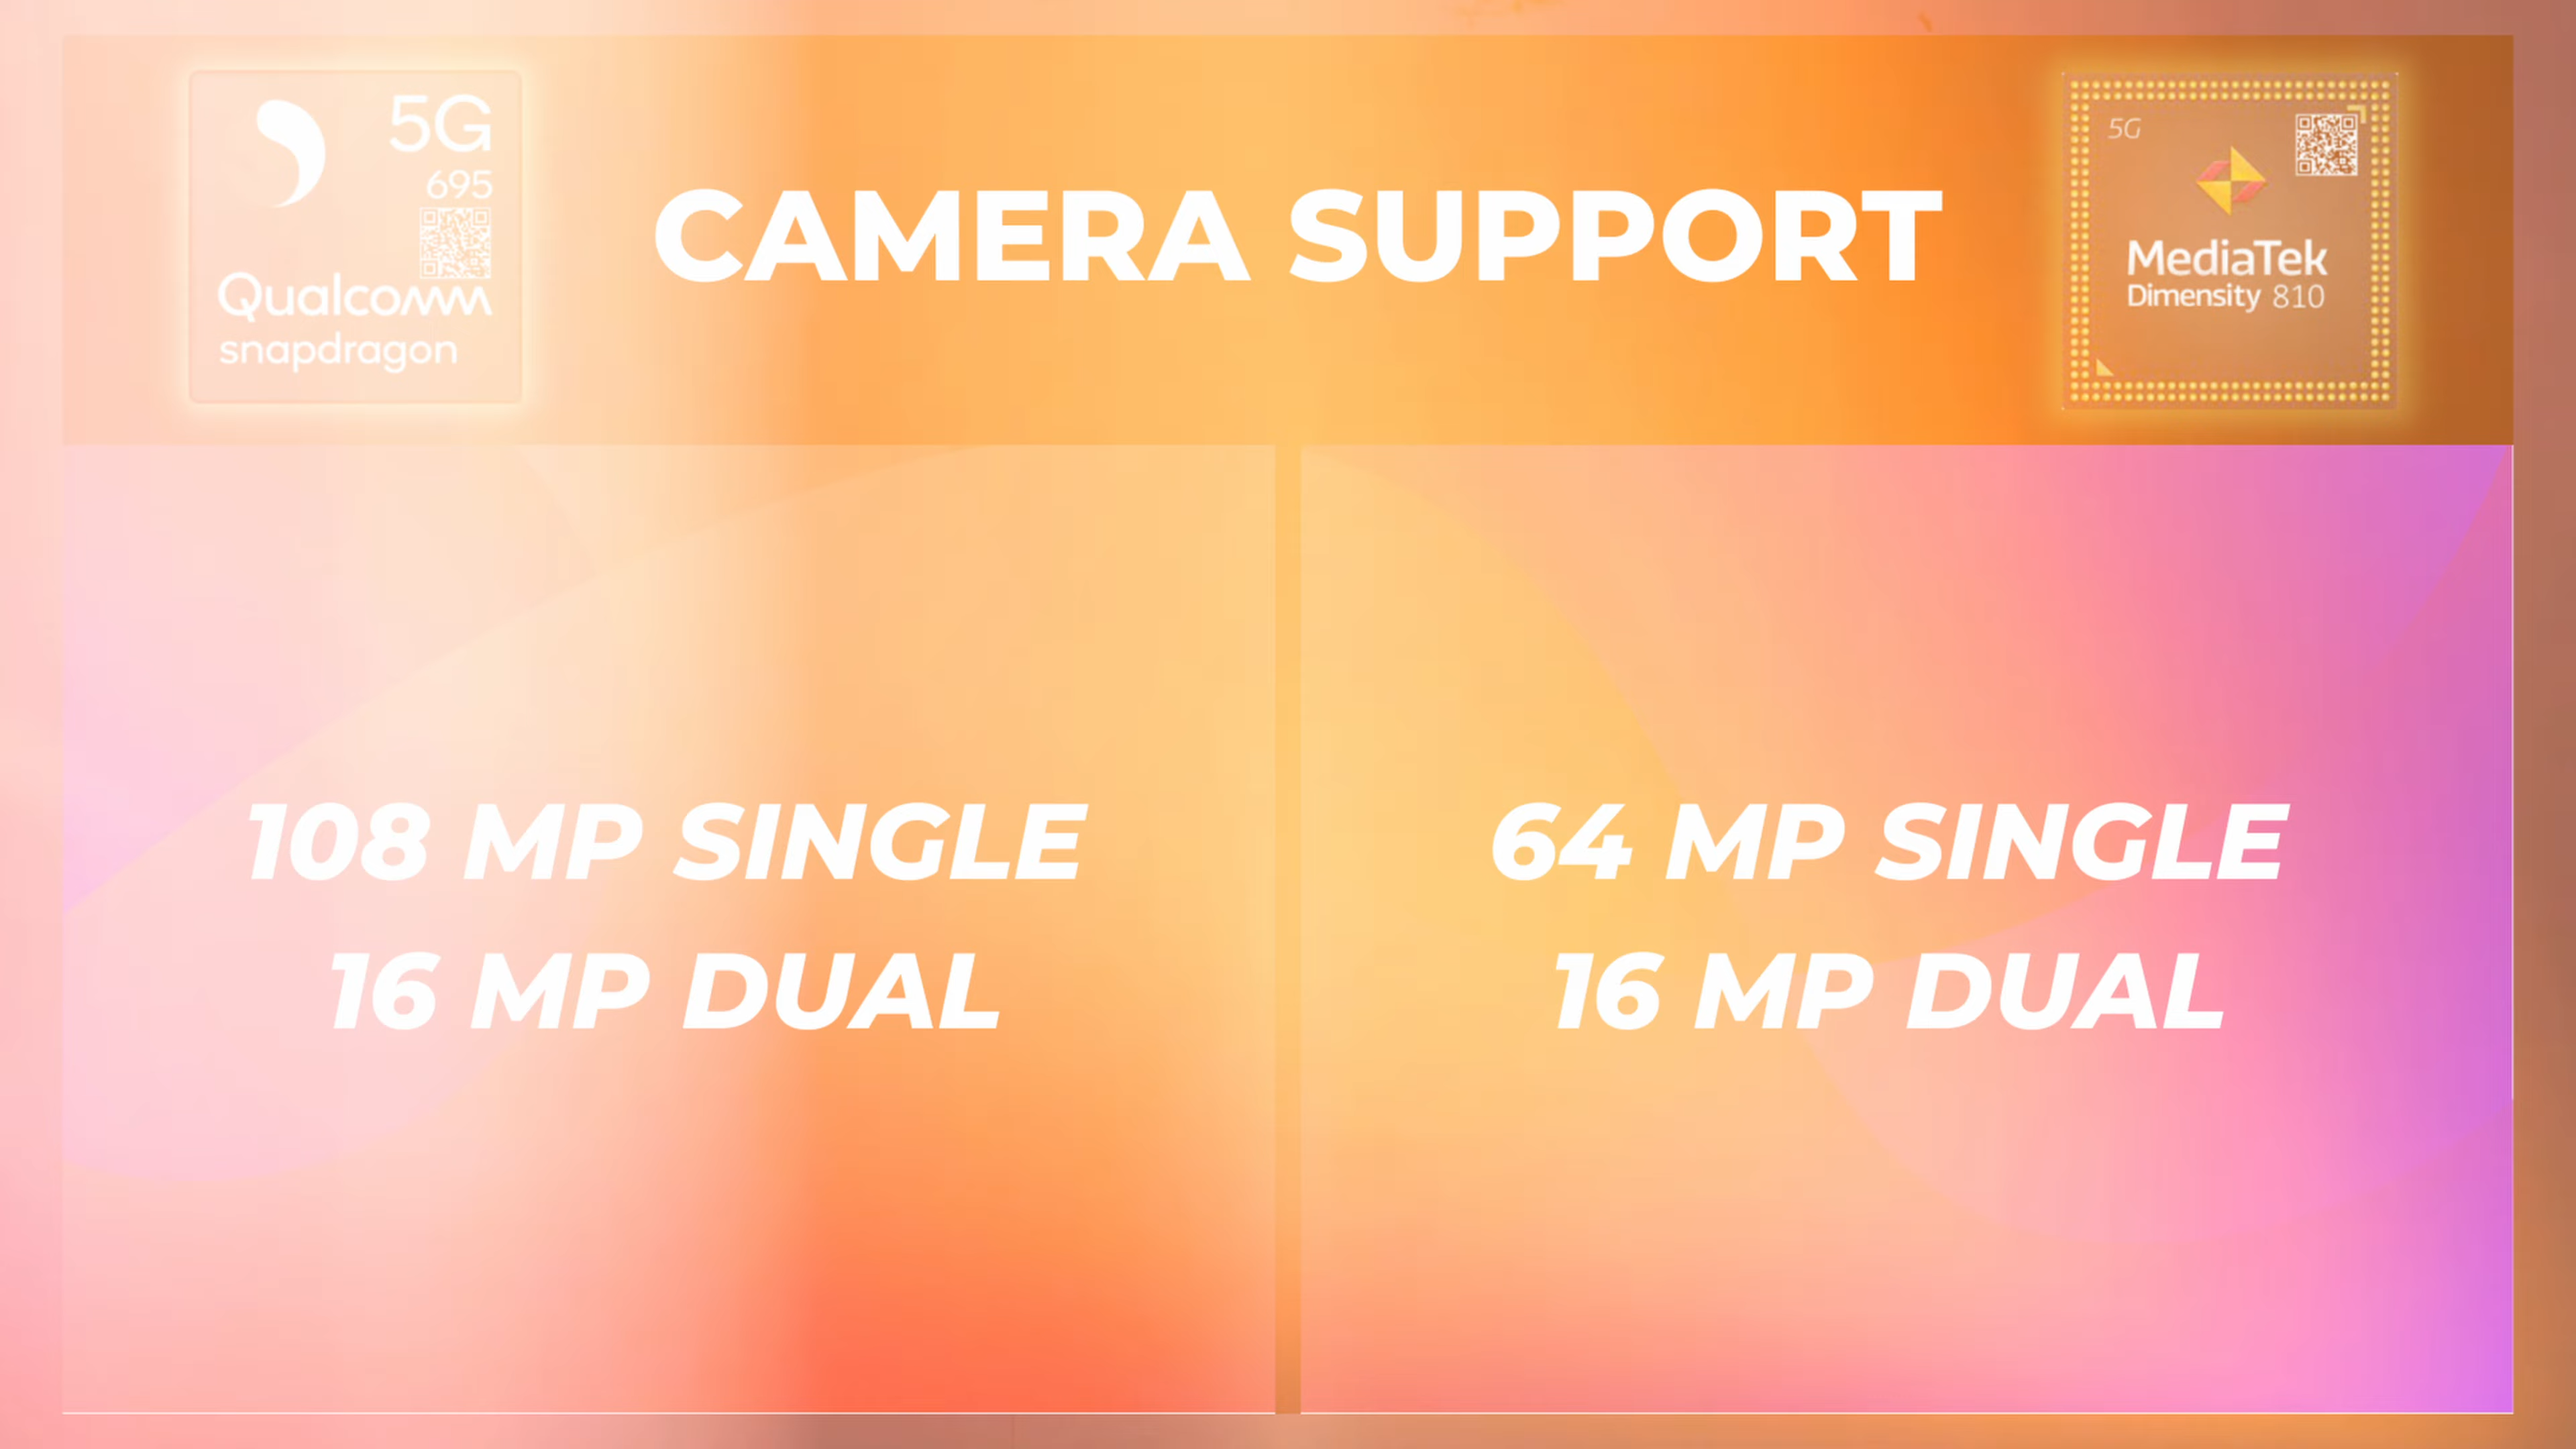 5G
695
Qualcomm
snapdragon
CAMERA SUPPORT
5G
MediaTek
Dimensity 810
108 MP SINGLE
16 MP DUAL
64 MP SINGLE
16 MP DUAL